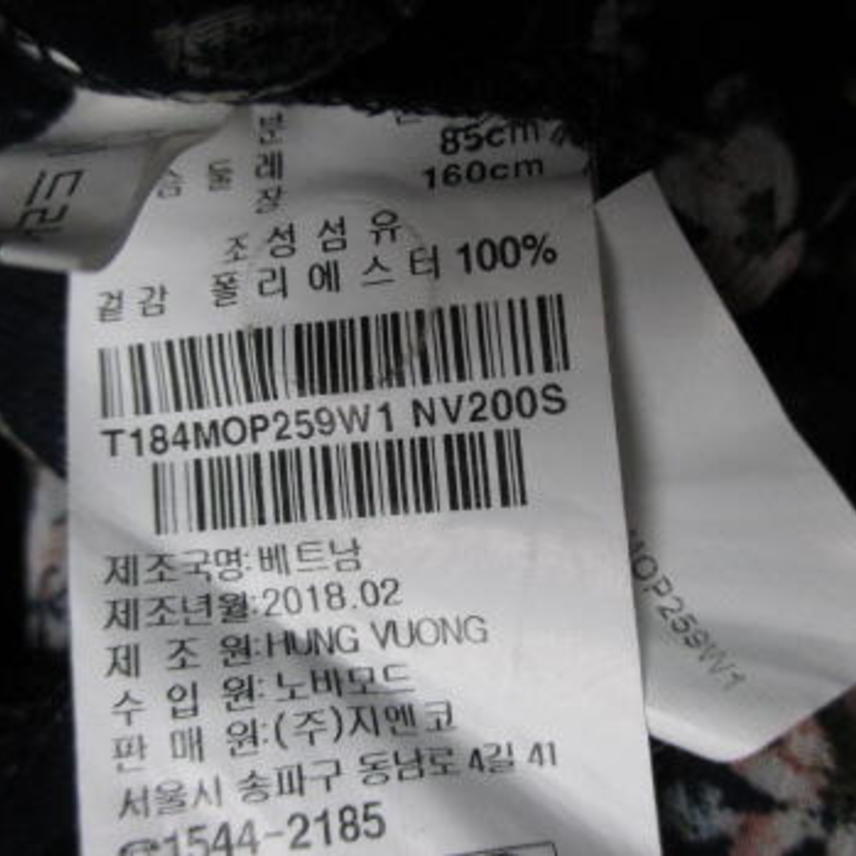 85cm
레 160cm
장
조성섬유
겉감 폴리에스터 100%
T184MOP259W1 NV200S
제조국명:베트남
제조년월:2018.02
제 조 원:HUNG VUONG
수 입 원:노바모드
판 매 원:(주)지엔코
서울시 송파구 동남로 4길 41
☎1544-2185
MOP259W1